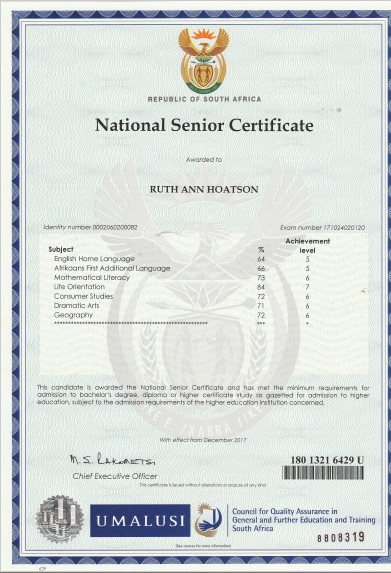 REPUBLIC OF SOUTH AFRICA
National Senior Certificate
Awarded to
RUTH ANN HOATSON
Identity number 0002060200082 Exam number 171024020120
Subject % Achievement level
English Home Language 64 5
Afrikaans First Additional Language 66 5
Mathematical Literacy 73 6
Life Orientation 84 7
Consumer Studies 72 6
Dramatic Arts 71 6
Geography 72 6
This candidate is awarded the National Senior Certificate and has met the minimum requirements for
admission to bachelor's degree, diploma or higher certificate study as gazetted for admission to higher
education, subject to the admission requirements of the higher education institution concerned.
With effect from December 2017
M. S. Rakometsi
180 1321 6429 U
Chief Executive Officer
This certificate is issued without alterations or erasure of any kind
UMALUSI
Council for Quality Assurance in
General and Further Education and Training
South Africa
8808319
(See reverse for more information)